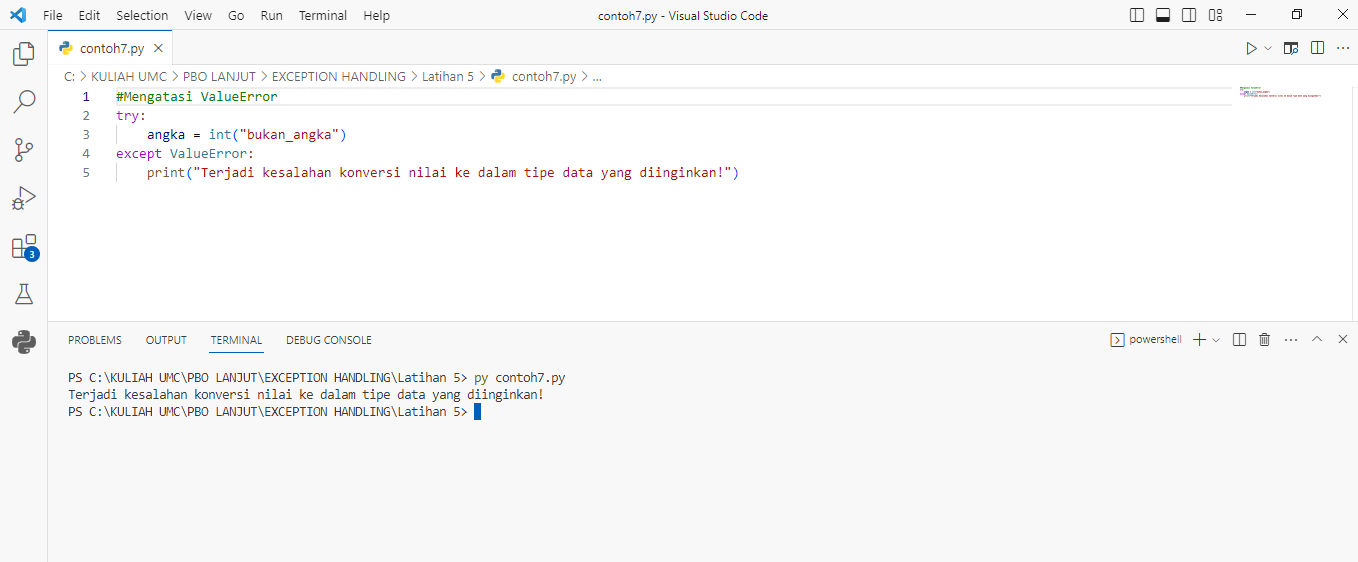 File Edit Selection View Go Run Terminal Help contoh7.py - Visual Studio Code
contoh7.py
C: > KULIAH UMC > PBO LANJUT > EXCEPTION HANDLING > Latihan 5 > contoh7.py > ...
1 #Mengatasi ValueError
2 try:
3 angka = int("bukan_angka")
4 except ValueError:
5 print("Terjadi kesalahan konversi nilai ke dalam tipe data yang diinginkan!")
3
PROBLEMS OUTPUT TERMINAL DEBUG CONSOLE powershell
PS C:\KULIAH UMC\PBO LANJUT\EXCEPTION HANDLING\Latihan 5> py contoh7.py
Terjadi kesalahan konversi nilai ke dalam tipe data yang diinginkan!
PS C:\KULIAH UMC\PBO LANJUT\EXCEPTION HANDLING\Latihan 5>